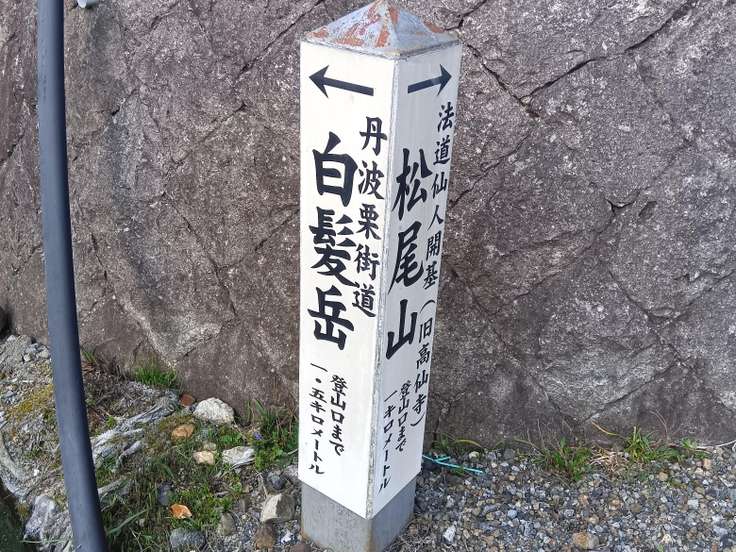 ←
丹波栗街道
白髪岳
登山口まで
一・五キロメートル
→
法道仙人開基(旧高仙寺)
松尾山
登山口まで
一キロメートル